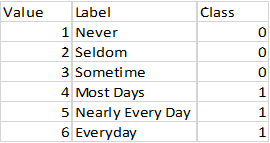 Value Label Class
1 Never 0
2 Seldom 0
3 Sometime 0
4 Most Days 1
5 Nearly Every Day 1
6 Everyday 1